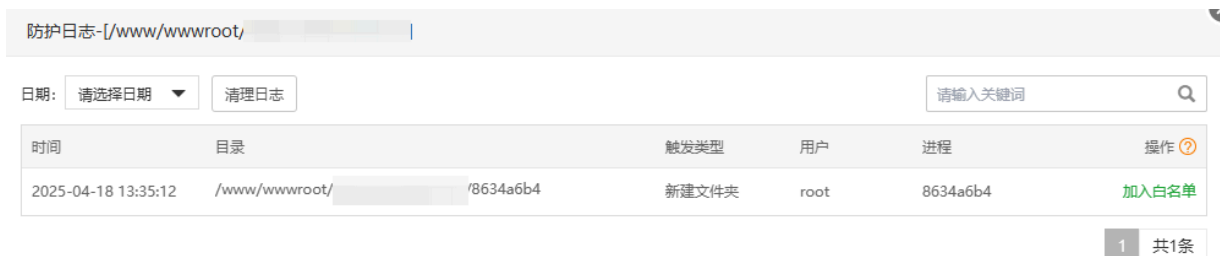 防护日志-[/www/wwwroot/
日期: 请选择日期 清理日志 请输入关键词
时间 目录 触发类型 用户 进程 操作 ?
2025-04-18 13:35:12 /www/wwwroot/ /8634a6b4 新建文件夹 root 8634a6b4 加入白名单
1 共1条